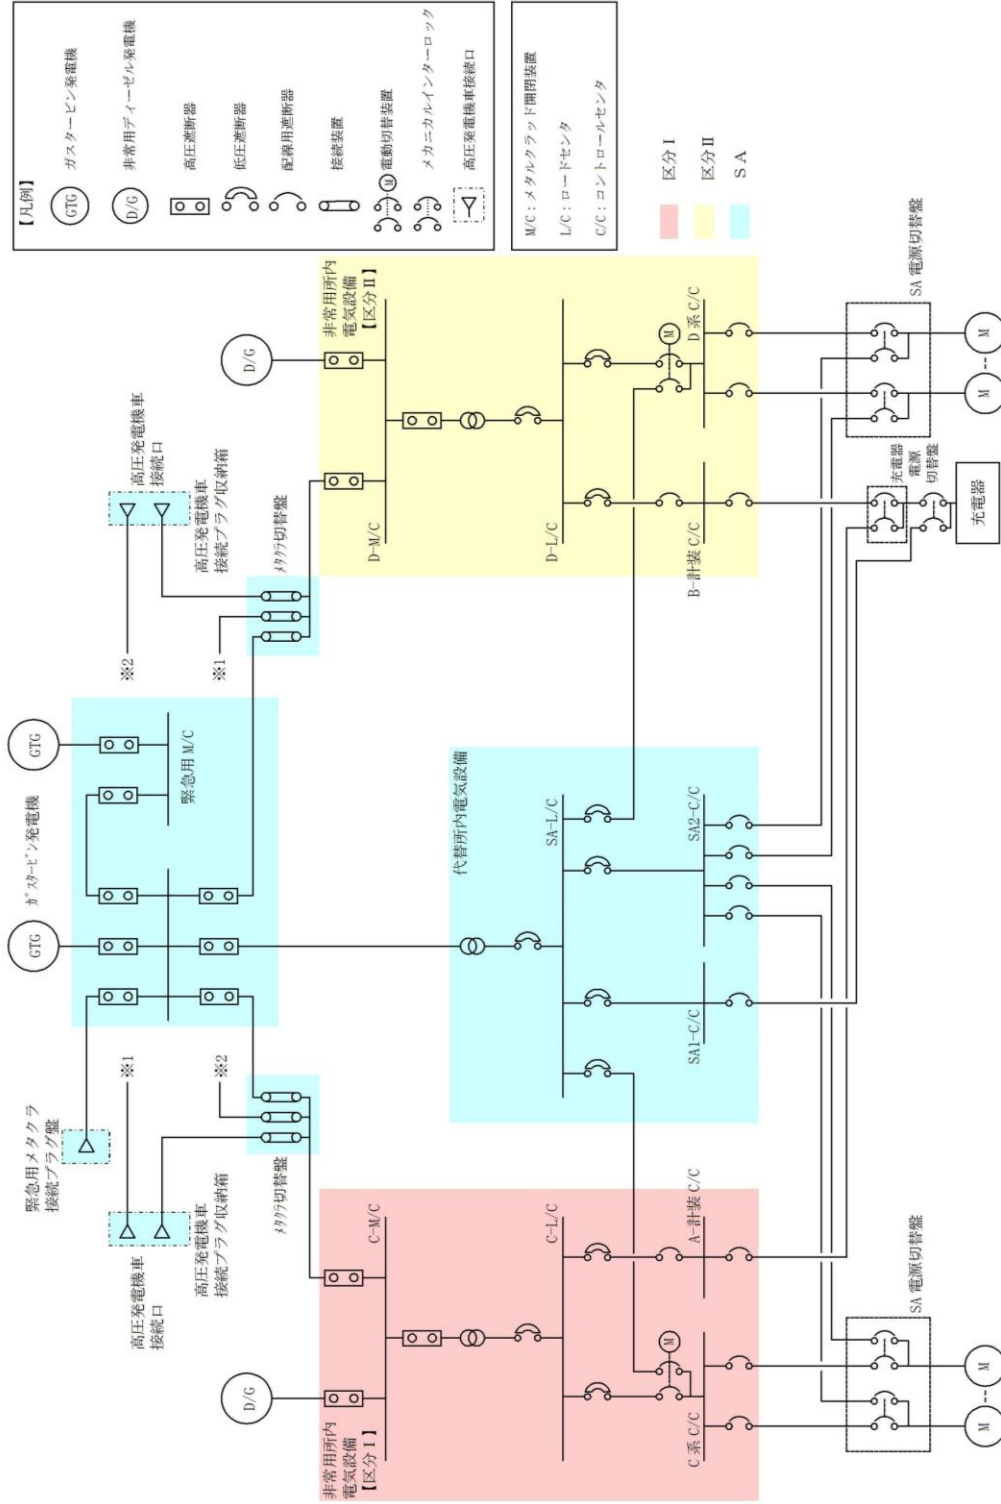 【凡例】
GTG
ガスタービン発電機
D/G
非常用ディーゼル発電機
高圧遮断器
低圧遮断器
配線用遮断器
接続装置
M
電動切替装置
メカニカルインターロック
高圧発電機車接続口
M/C：メタルクラッド開閉装置
L/C：ロードセンタ
C/C：コントロールセンタ
区分Ⅰ
区分Ⅱ
ＳＡ
緊急用メタクラ
接続プラグ盤
GTG
ｶﾞｽﾀｰﾋﾞﾝ発電機
GTG
緊急用 M/C
高圧発電機車
接続口
※1
※2
高圧発電機車
接続プラグ収納箱
ﾒﾀｸﾗ切替盤
高圧発電機車
接続口
※2
※1
高圧発電機車
接続プラグ収納箱
ﾒﾀｸﾗ切替盤
D/G
非常用所内
電気設備
【区分Ⅰ】
C-M/C
C-L/C
M
C 系 C/C
A-計装 C/C
代替所内電気設備
SA-L/C
SA1-C/C
SA2-C/C
D/G
非常用所内
電気設備
【区分Ⅱ】
D-M/C
D-L/C
M
B-計装 C/C
D 系 C/C
SA 電源切替盤
M
M
充電器
電源
切替盤
充電器
SA 電源切替盤
M
M